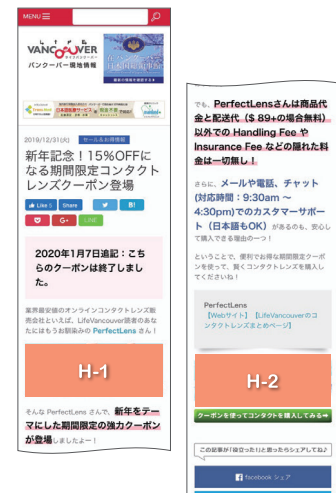 MENU
LIFE
VANCOUVER
バンクーバー現地情報
2019/12/31(火) セール＆お得情報
新年記念！15%OFFに
なる期間限定コンタクト
レンズクーポン登場
Like 5 Share B!
G+ LINE
2020年1月7日追記：こち
らのクーポンは終了しまし
た。
業界最安値のオンラインコンタクトレンズ販
売会社といえば、LifeVancouver読者のあな
たにはもうお馴染みの PerfectLens さん！
H-1
そんな PerfectLens さんで、新年をテー
マにした期間限定の強力クーポン
が登場しましたよー！
でも、PerfectLensさんは商品代
金と配送代（$ 89+の場合無料）
以外での Handling Fee や
Insurance Fee などの隠れた料
金は一切無し！
さらに、メールや電話、チャット
(対応時間：9:30am ～
4:30pm)でのカスタマーサポー
ト（日本語もOK）があるのも、安心し
て購入できる理由の一つ！
ということで、便利でお得な期間限定クーポ
ンを使って、賢くコンタクトレンズを購入し
てくださいね！
PerfectLens
【Webサイト】【LifeVancouverのコ
ンタクトレンズまとめページ】
H-2
クーポンを使ってコンタクトを購入してみる⇒
この記事が「役立った!」と思ったらシェアしてね♪
facebook シェア